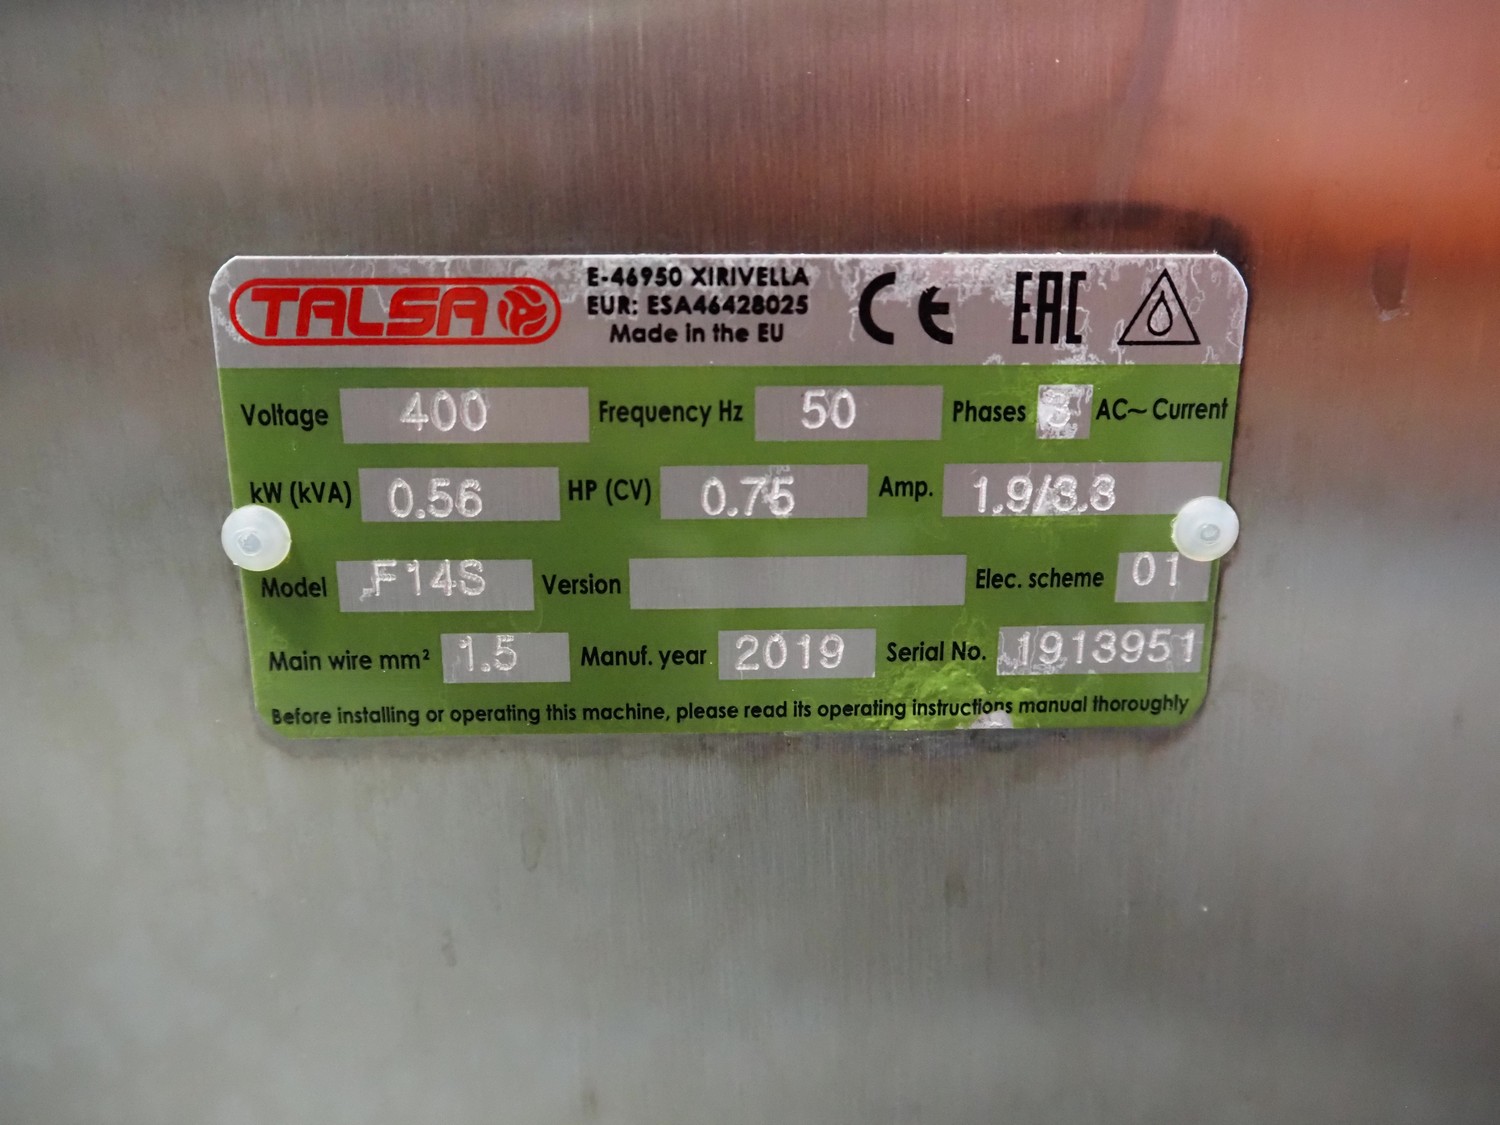 TALSA
E-46950 XIRIVELLA
EUR: ESA46428025
Made in the EU
CE EAC
Voltage 400 Frequency Hz 50 Phases 3 AC~ Current
kW (kVA) 0.56 HP (CV) 0.75 Amp. 1.9/3.3
Model F14S Version Elec. scheme 01
Main wire mm² 1.5 Manuf. year 2019 Serial No. 1913951
Before installing or operating this machine, please read its operating instructions manual thoroughly